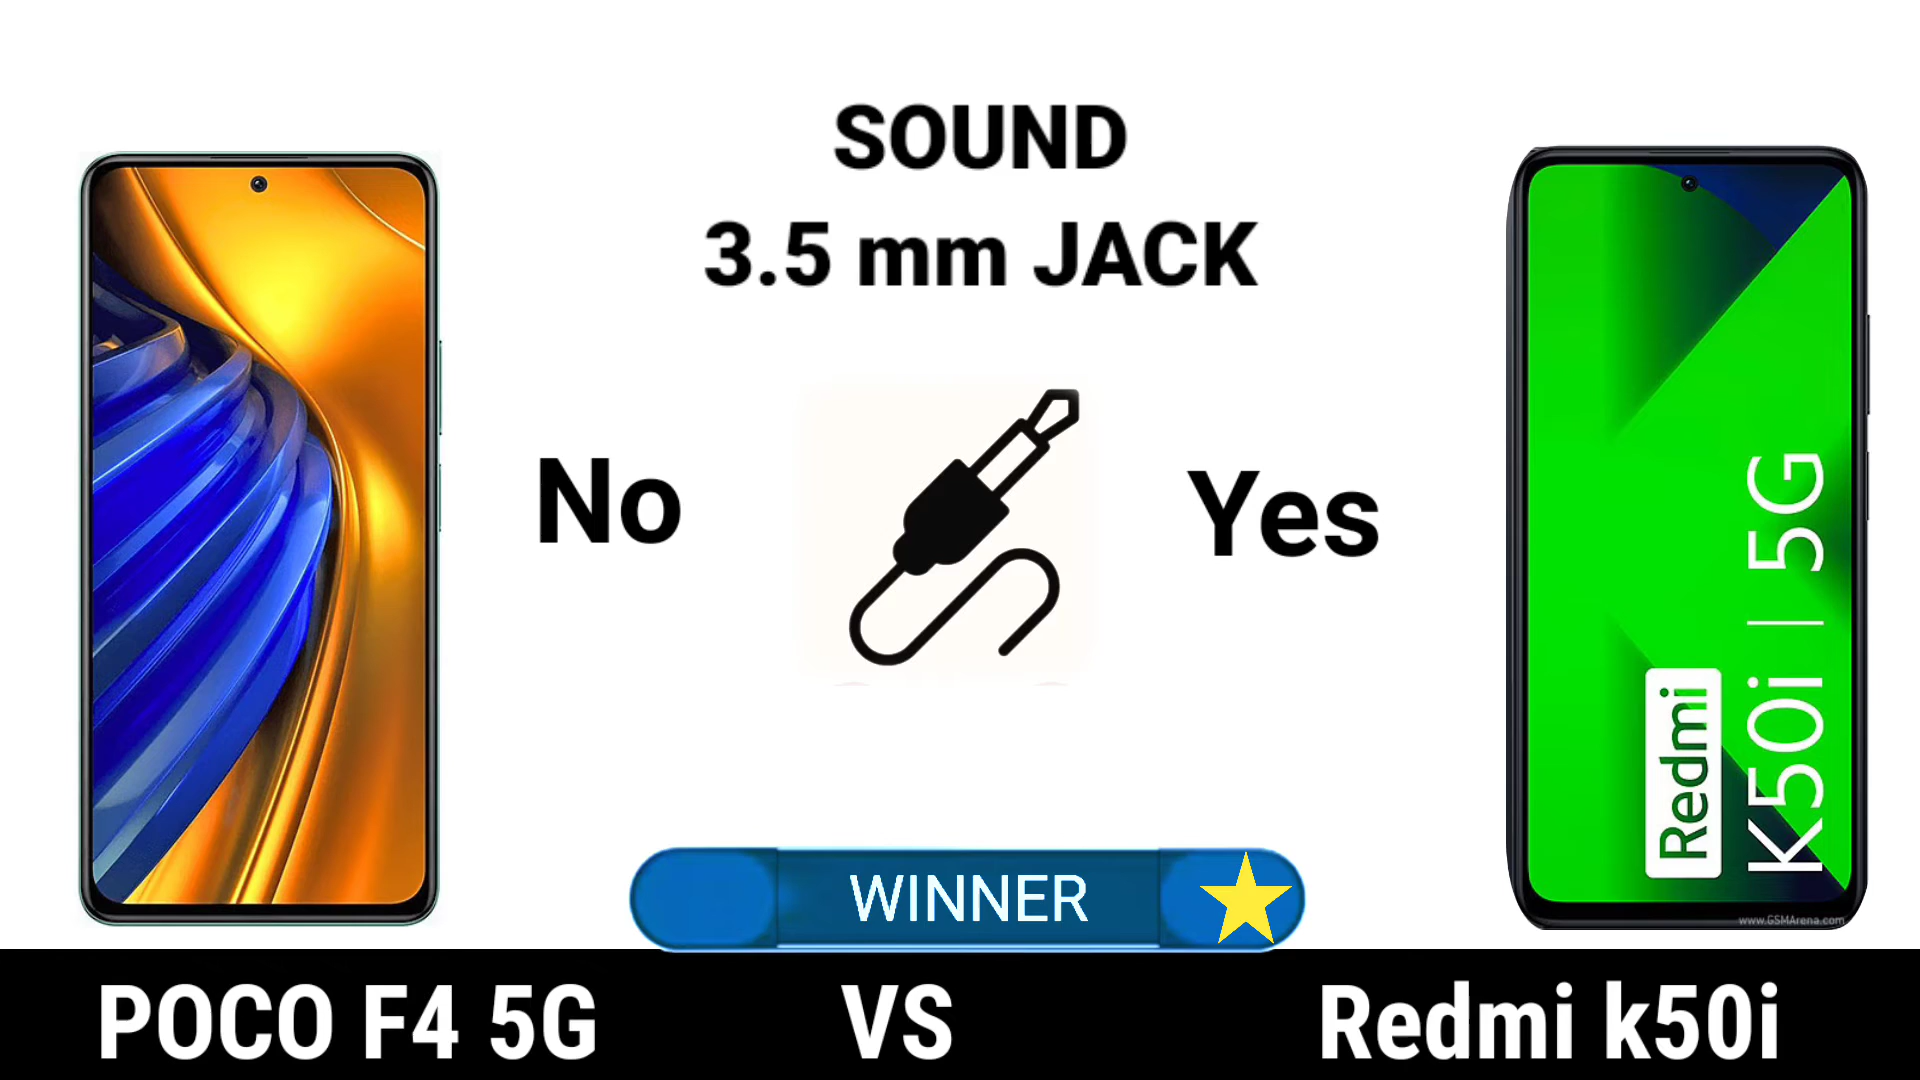 SOUND
3.5 mm JACK
No
Yes
Redmi
K50i | 5G
WINNER
www.GSMArena.com
POCO F4 5G
VS
Redmi k50i